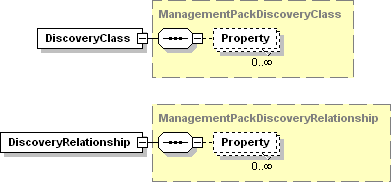 ManagementPackDiscoveryClass
DiscoveryClass
Property
0..∞
ManagementPackDiscoveryRelationship
DiscoveryRelationship
Property
0..∞